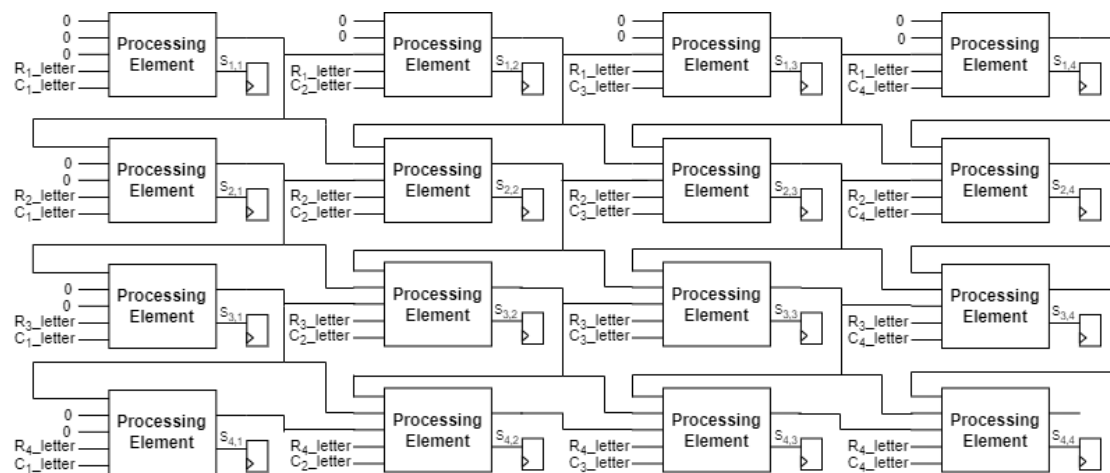 0
0
0
R1_letter
C1_letter
Processing
Element
S1,1
0
0
R1_letter
C2_letter
Processing
Element
S1,2
0
0
R1_letter
C3_letter
Processing
Element
S1,3
0
0
R1_letter
C4_letter
Processing
Element
S1,4
0
0
R2_letter
C1_letter
Processing
Element
S2,1
R2_letter
C2_letter
Processing
Element
S2,2
R2_letter
C3_letter
Processing
Element
S2,3
R2_letter
C4_letter
Processing
Element
S2,4
0
0
R3_letter
C1_letter
Processing
Element
S3,1
R3_letter
C2_letter
Processing
Element
S3,2
R3_letter
C3_letter
Processing
Element
S3,3
R3_letter
C4_letter
Processing
Element
S3,4
0
0
R4_letter
C1_letter
Processing
Element
S4,1
R4_letter
C2_letter
Processing
Element
S4,2
R4_letter
C3_letter
Processing
Element
S4,3
R4_letter
C4_letter
Processing
Element
S4,4